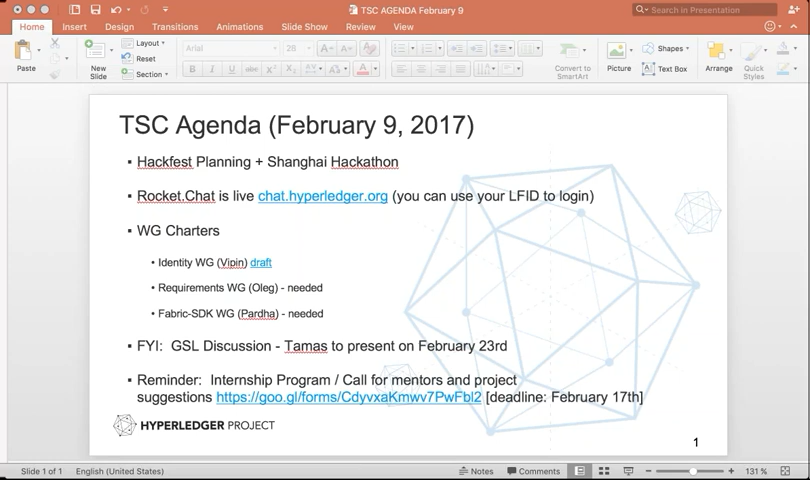 TSC AGENDA February 9
Search in Presentation
Home Insert Design Transitions Animations Slide Show Review View
Paste
New Slide
Layout
Reset
Section
Arial
28
B I U abc X² X₂ AV Aa
A
Convert to SmartArt
Picture
Shapes
Text Box
Arrange
Quick Styles
TSC Agenda (February 9, 2017)
▪ Hackfest Planning + Shanghai Hackathon
▪ Rocket.Chat is live chat.hyperledger.org (you can use your LFID to login)
▪ WG Charters
• Identity WG (Vipin) draft
• Requirements WG (Oleg) - needed
• Fabric-SDK WG (Pardha) - needed
▪ FYI: GSL Discussion - Tamas to present on February 23rd
▪ Reminder: Internship Program / Call for mentors and project
suggestions https://goo.gl/forms/CdyvxaKmwv7PwFbl2 [deadline: February 17th]
HYPERLEDGER PROJECT
1
Slide 1 of 1 English (United States) Notes Comments 131 %